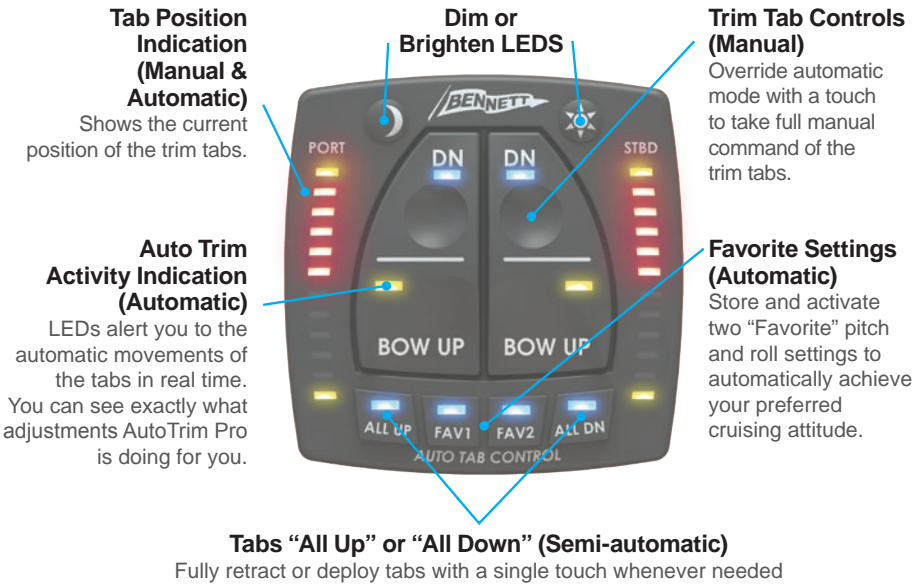 Tab Position
Indication
(Manual &
Automatic)
Shows the current
position of the trim tabs.
Dim or
Brighten LEDS
Trim Tab Controls
(Manual)
Override automatic
mode with a touch
to take full manual
command of the
trim tabs.
BENNETT
PORT
DN
DN
STBD
Auto Trim
Activity Indication
(Automatic)
LEDs alert you to the
automatic movements of
the tabs in real time.
You can see exactly what
adjustments AutoTrim Pro
is doing for you.
Favorite Settings
(Automatic)
Store and activate
two “Favorite” pitch
and roll settings to
automatically achieve
your preferred
cruising attitude.
BOW UP
BOW UP
ALL UP
FAV1
FAV2
ALL DN
AUTO TAB CONTROL
Tabs “All Up” or “All Down” (Semi-automatic)
Fully retract or deploy tabs with a single touch whenever needed